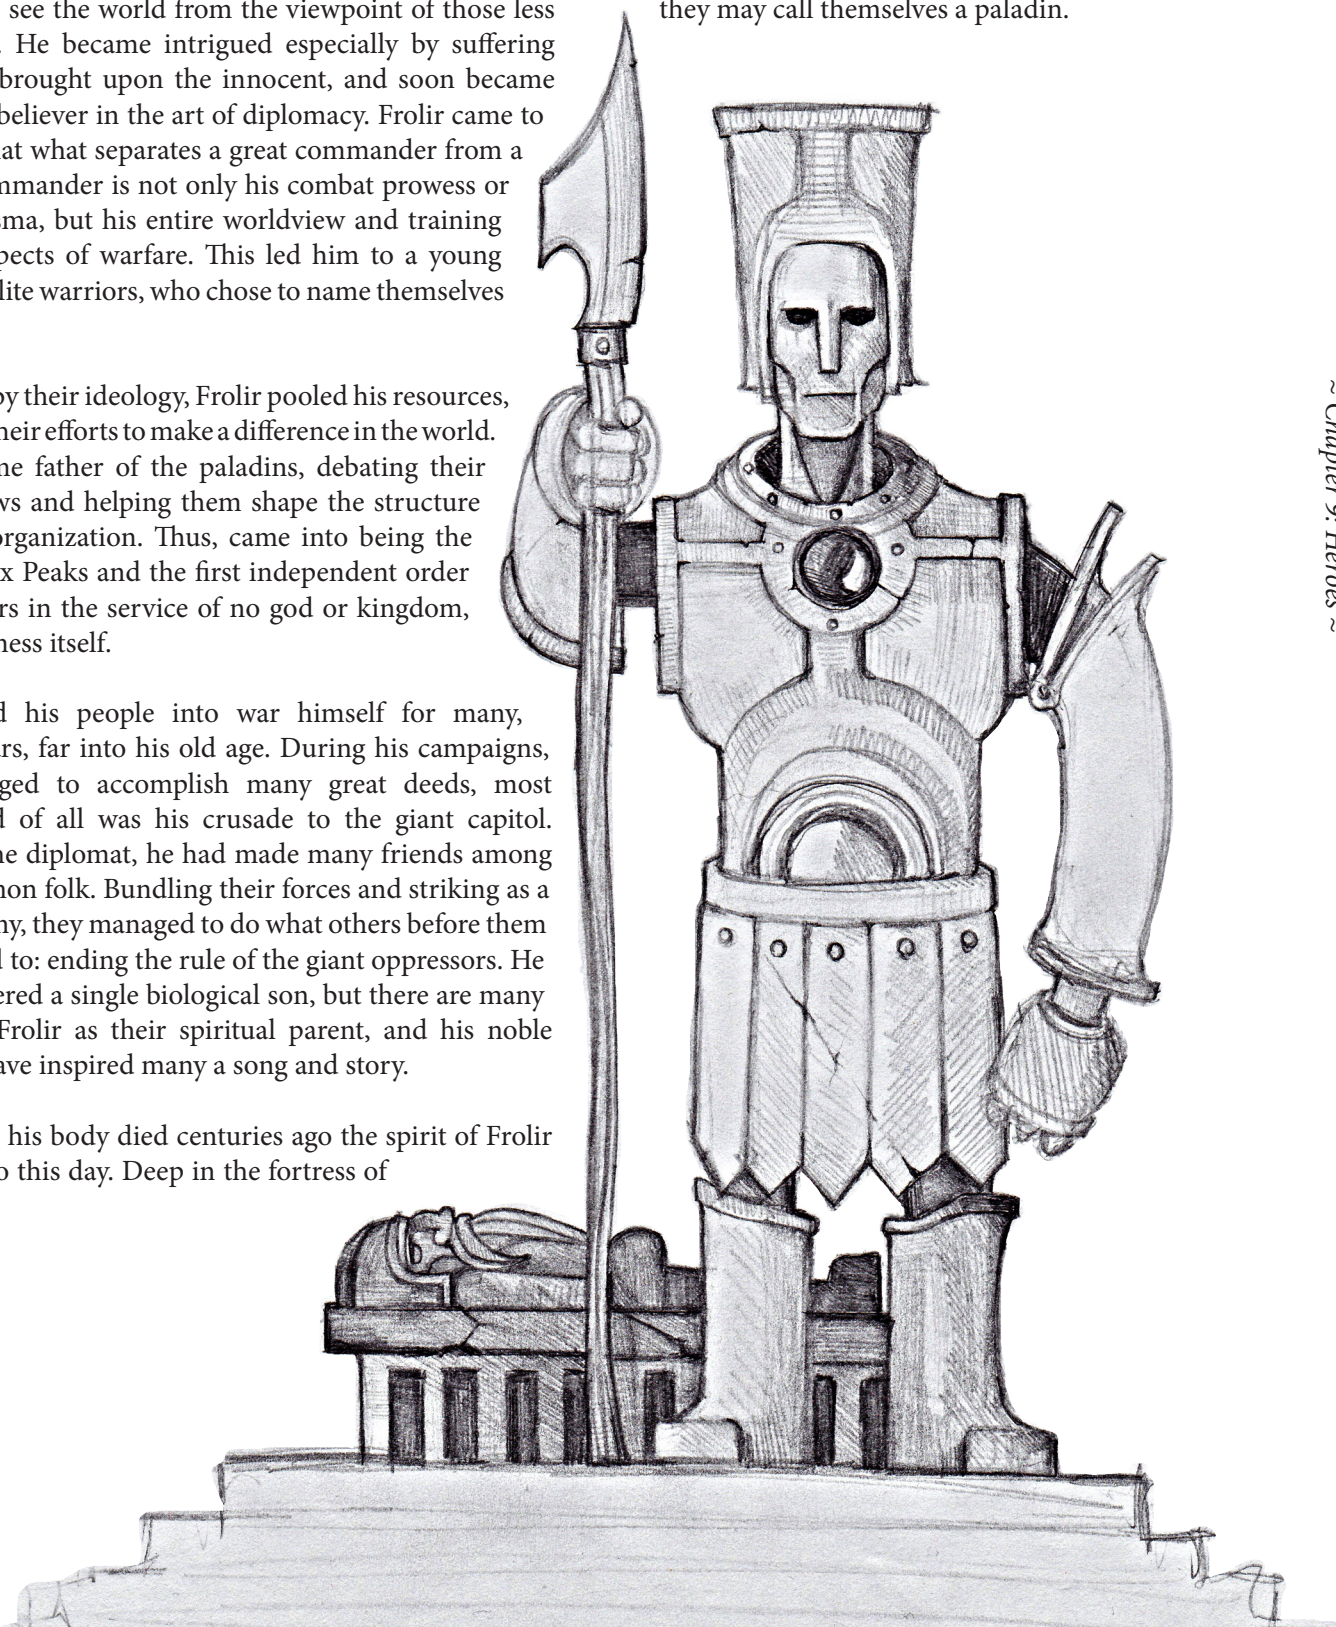 see the world from the viewpoint of those less
. He became intrigued especially by suffering
brought upon the innocent, and soon became
believer in the art of diplomacy. Frolir came to
at what separates a great commander from a
mmander is not only his combat prowess or
sma, but his entire worldview and training
pects of warfare. This led him to a young
lite warriors, who chose to name themselves
by their ideology, Frolir pooled his resources,
heir efforts to make a difference in the world.
ne father of the paladins, debating their
ws and helping them shape the structure
organization. Thus, came into being the
x Peaks and the first independent order
rs in the service of no god or kingdom,
ness itself.
d his people into war himself for many,
ars, far into his old age. During his campaigns,
ged to accomplish many great deeds, most
d of all was his crusade to the giant capitol.
he diplomat, he had made many friends among
mon folk. Bundling their forces and striking as a
ny, they managed to do what others before them
d to: ending the rule of the giant oppressors. He
ered a single biological son, but there are many
Frolir as their spiritual parent, and his noble
ave inspired many a song and story.
his body died centuries ago the spirit of Frolir
o this day. Deep in the fortress of
they may call themselves a paladin.
~ Chapter 9: Heroes ~